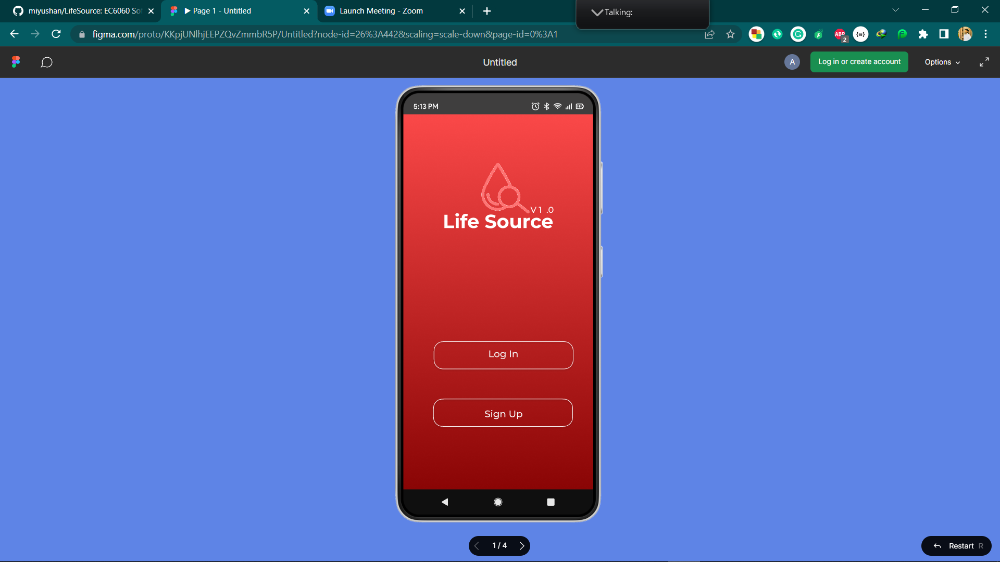 miyushan/LifeSource: EC6060 Sof
Page 1 - Untitled
Launch Meeting - Zoom
Talking:
figma.com/proto/KKpjUNlhjEEPZQvZmmbR5P/Untitled?node-id=26%3A442&scaling=scale-down&page-id=0%3A1
ABP
2
Untitled
A
Log in or create account
Options
5:13 PM
V1 .0
Life Source
Log In
Sign Up
1 / 4
Restart R